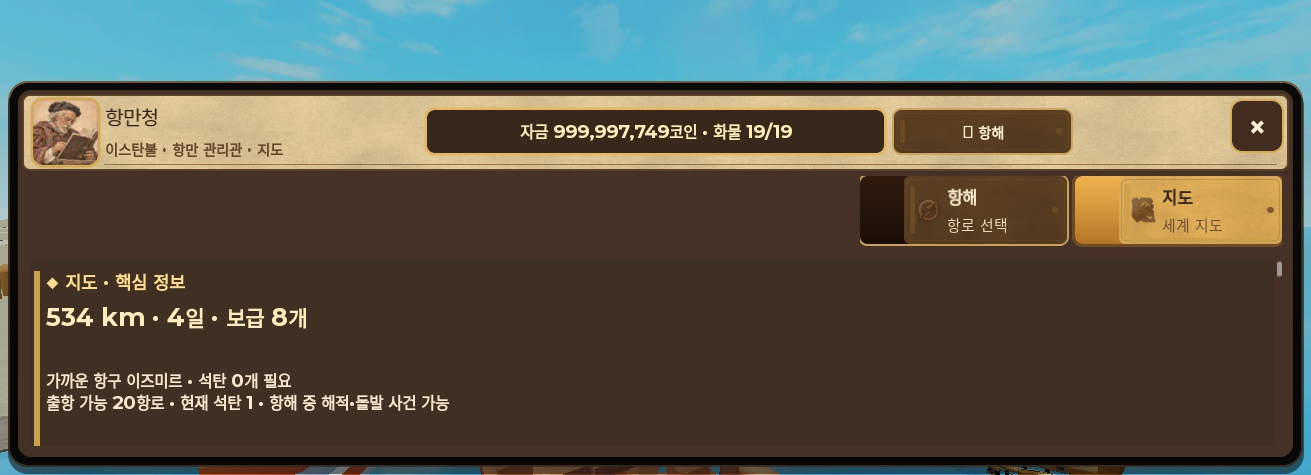 항만청
이스탄불 • 항만 관리관 • 지도
자금 999,997,749코인 • 화물 19/19
▯ 항해
×
항해
항로 선택
지도
세계 지도
◆ 지도 • 핵심 정보
534 km • 4일 • 보급 8개
가까운 항구 이즈미르 • 석탄 0개 필요
출항 가능 20항로 • 현재 석탄 1 • 항해 중 해적•돌발 사건 가능